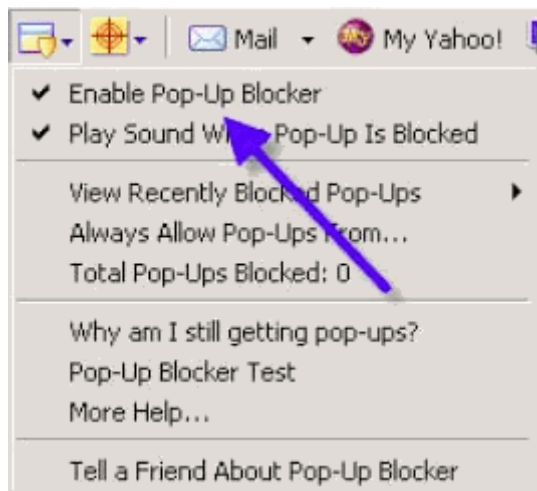 Mail My Yahoo!
Enable Pop-Up Blocker
Play Sound When Pop-Up Is Blocked
View Recently Blocked Pop-Ups
Always Allow Pop-Ups From...
Total Pop-Ups Blocked: 0
Why am I still getting pop-ups?
Pop-Up Blocker Test
More Help...
Tell a Friend About Pop-Up Blocker